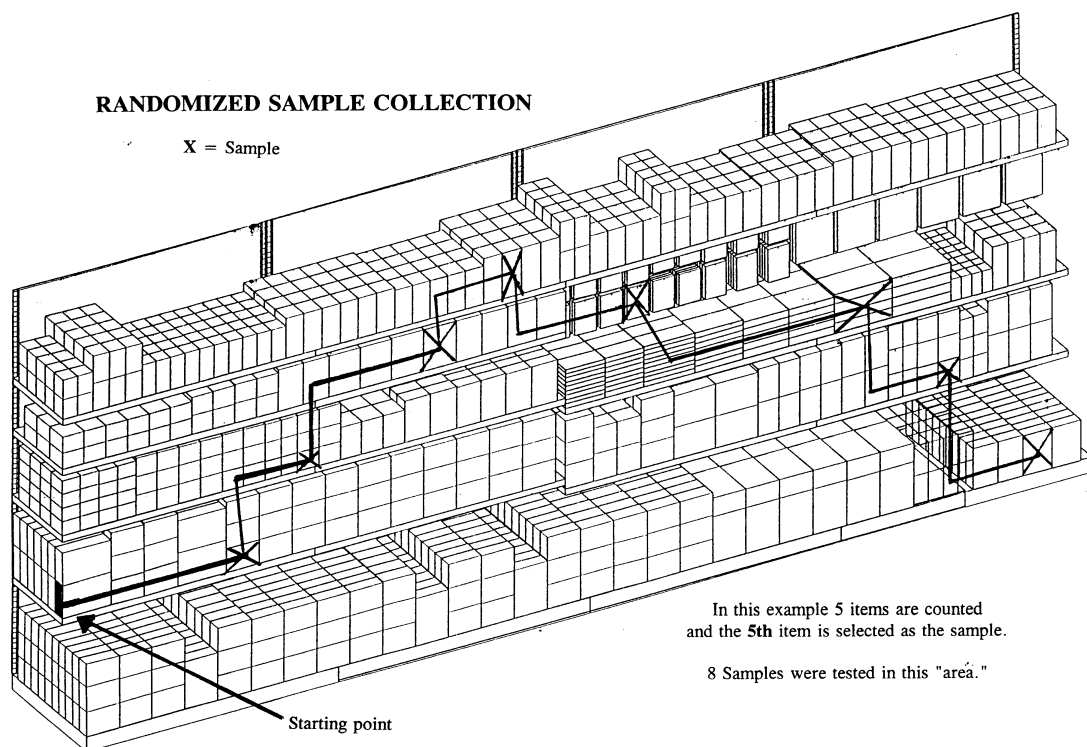 RANDOMIZED SAMPLE COLLECTION
X = Sample
In this example 5 items are counted
and the 5th item is selected as the sample.
8 Samples were tested in this "area."
Starting point